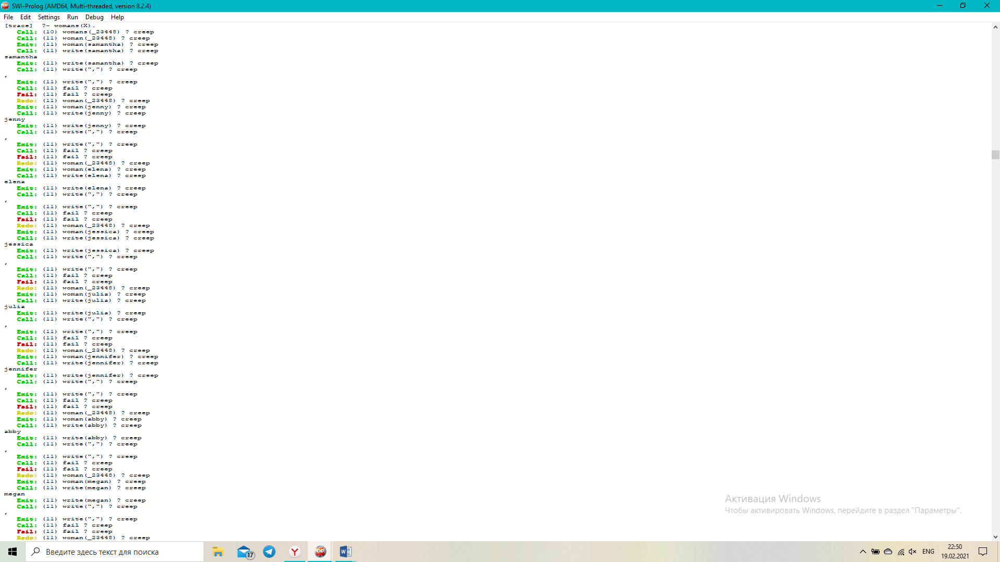 SWI-Prolog (AMD64, Multi-threaded, version 8.2.4)
File Edit Settings Run Debug Help
[trace]  ?- womans(X).
Call: (10) womans(_23448) ? creep
Call: (11) woman(_23448) ? creep
Exit: (11) woman(samantha) ? creep
Call: (11) write(samantha) ? creep
samantha
Exit: (11) write(samantha) ? creep
Call: (11) write(",") ? creep
,
Exit: (11) write(",") ? creep
Call: (11) fail ? creep
Fail: (11) fail ? creep
Redo: (11) woman(_23448) ? creep
Exit: (11) woman(jenny) ? creep
Call: (11) write(jenny) ? creep
jenny
Exit: (11) write(jenny) ? creep
Call: (11) write(",") ? creep
,
Exit: (11) write(",") ? creep
Call: (11) fail ? creep
Fail: (11) fail ? creep
Redo: (11) woman(_23448) ? creep
Exit: (11) woman(elena) ? creep
Call: (11) write(elena) ? creep
elena
Exit: (11) write(elena) ? creep
Call: (11) write(",") ? creep
,
Exit: (11) write(",") ? creep
Call: (11) fail ? creep
Fail: (11) fail ? creep
Redo: (11) woman(_23448) ? creep
Exit: (11) woman(jessica) ? creep
Call: (11) write(jessica) ? creep
jessica
Exit: (11) write(jessica) ? creep
Call: (11) write(",") ? creep
,
Exit: (11) write(",") ? creep
Call: (11) fail ? creep
Fail: (11) fail ? creep
Redo: (11) woman(_23448) ? creep
Exit: (11) woman(julia) ? creep
Call: (11) write(julia) ? creep
julia
Exit: (11) write(julia) ? creep
Call: (11) write(",") ? creep
,
Exit: (11) write(",") ? creep
Call: (11) fail ? creep
Fail: (11) fail ? creep
Redo: (11) woman(_23448) ? creep
Exit: (11) woman(jennifer) ? creep
Call: (11) write(jennifer) ? creep
jennifer
Exit: (11) write(jennifer) ? creep
Call: (11) write(",") ? creep
,
Exit: (11) write(",") ? creep
Call: (11) fail ? creep
Fail: (11) fail ? creep
Redo: (11) woman(_23448) ? creep
Exit: (11) woman(abby) ? creep
Call: (11) write(abby) ? creep
abby
Exit: (11) write(abby) ? creep
Call: (11) write(",") ? creep
,
Exit: (11) write(",") ? creep
Call: (11) fail ? creep
Fail: (11) fail ? creep
Redo: (11) woman(_23448) ? creep
Exit: (11) woman(megan) ? creep
Call: (11) write(megan) ? creep
megan
Exit: (11) write(megan) ? creep
Call: (11) write(",") ? creep
,
Exit: (11) write(",") ? creep
Call: (11) fail ? creep
Fail: (11) fail ? creep
Redo: (11) woman(_23448) ? creep
Активация Windows
Чтобы активировать Windows, перейдите в раздел "Параметры".
Введите здесь текст для поиска
17
ENG
22:50
19.02.2021